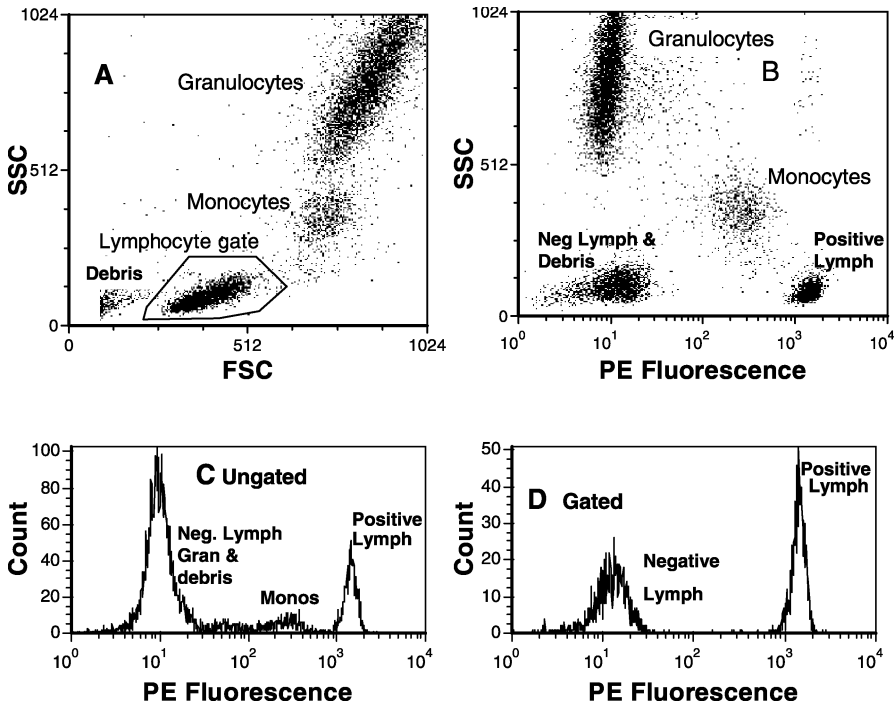 1024
A
Granulocytes
SSC
512
Monocytes
Lymphocyte gate
Debris
0
0 512 1024
FSC
1024
Granulocytes
B
SSC
512
Monocytes
Neg Lymph &
Debris
Positive
Lymph
0
10^0 10^1 10^2 10^3 10^4
PE Fluorescence
100
C Ungated
80
Count
60
Neg. Lymph
Gran &
debris
Positive
Lymph
40
Monos
20
0
10^0 10^1 10^2 10^3 10^4
PE Fluorescence
50
Positive
Lymph
40
D Gated
Count
30
20
Negative
Lymph
10
0
10^0 10^1 10^2 10^3 10^4
PE Fluorescence